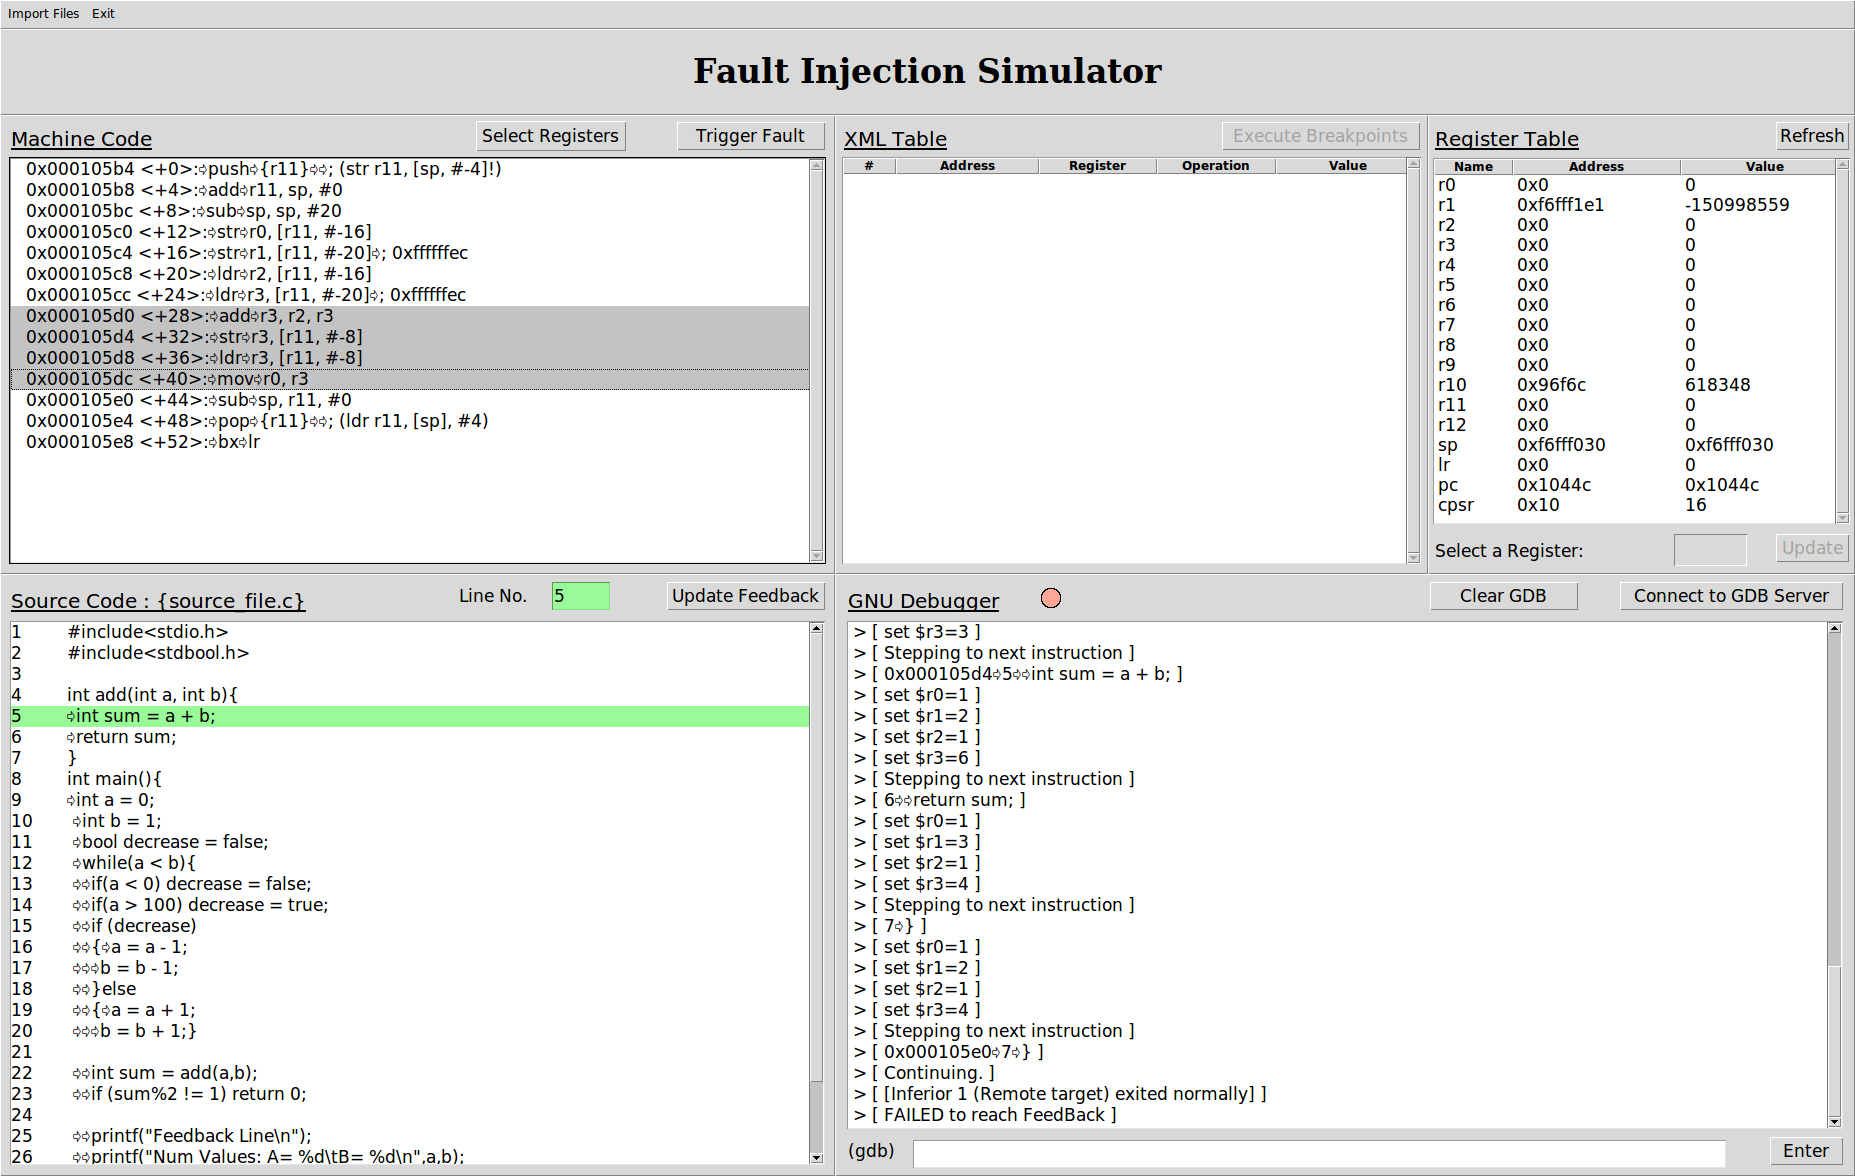 Import Files Exit
Fault Injection Simulator
Machine Code Select Registers Trigger Fault
0x000105b4 <+0>:➪push➪{r11}➪➪; (str r11, [sp, #-4]!)
0x000105b8 <+4>:➪add➪r11, sp, #0
0x000105bc <+8>:➪sub➪sp, sp, #20
0x000105c0 <+12>:➪str➪r0, [r11, #-16]
0x000105c4 <+16>:➪str➪r1, [r11, #-20]➪; 0xffffffec
0x000105c8 <+20>:➪ldr➪r2, [r11, #-16]
0x000105cc <+24>:➪ldr➪r3, [r11, #-20]➪; 0xffffffec
0x000105d0 <+28>:➪add➪r3, r2, r3
0x000105d4 <+32>:➪str➪r3, [r11, #-8]
0x000105d8 <+36>:➪ldr➪r3, [r11, #-8]
0x000105dc <+40>:➪mov➪r0, r3
0x000105e0 <+44>:➪sub➪sp, r11, #0
0x000105e4 <+48>:➪pop➪{r11}➪➪; (ldr r11, [sp], #4)
0x000105e8 <+52>:➪bx➪lr
XML Table Execute Breakpoints
# Address Register Operation Value
Register Table Refresh
Name Address Value
r0 0x0 0
r1 0xf6fff1e1 -150998559
r2 0x0 0
r3 0x0 0
r4 0x0 0
r5 0x0 0
r6 0x0 0
r7 0x0 0
r8 0x0 0
r9 0x0 0
r10 0x96f6c 618348
r11 0x0 0
r12 0x0 0
sp 0xf6fff030 0xf6fff030
lr 0x0 0
pc 0x1044c 0x1044c
cpsr 0x10 16
Select a Register: Update
Source Code : {source_file.c} Line No. 5 Update Feedback
1 #include<stdio.h>
2 #include<stdbool.h>
3
4 int add(int a, int b){
5 ➪int sum = a + b;
6 ➪return sum;
7 }
8 int main(){
9 ➪int a = 0;
10 ➪int b = 1;
11 ➪bool decrease = false;
12 ➪while(a < b){
13 ➪➪if(a < 0) decrease = false;
14 ➪➪if(a > 100) decrease = true;
15 ➪➪if (decrease)
16 ➪➪{➪a = a - 1;
17 ➪➪➪b = b - 1;
18 ➪➪}else
19 ➪➪{➪a = a + 1;
20 ➪➪➪b = b + 1;}
21
22 ➪➪int sum = add(a,b);
23 ➪➪if (sum%2 != 1) return 0;
24
25 ➪➪printf("Feedback Line\n");
26 ➪➪printf("Num Values: A= %d\tB= %d\n",a,b);
GNU Debugger Clear GDB Connect to GDB Server
> [ set $r3=3 ]
> [ Stepping to next instruction ]
> [ 0x000105d4➪5➪➪int sum = a + b; ]
> [ set $r0=1 ]
> [ set $r1=2 ]
> [ set $r2=1 ]
> [ set $r3=6 ]
> [ Stepping to next instruction ]
> [ 6➪➪return sum; ]
> [ set $r0=1 ]
> [ set $r1=3 ]
> [ set $r2=1 ]
> [ set $r3=4 ]
> [ Stepping to next instruction ]
> [ 7➪} ]
> [ set $r0=1 ]
> [ set $r1=2 ]
> [ set $r2=1 ]
> [ set $r3=4 ]
> [ Stepping to next instruction ]
> [ 0x000105e0➪7➪} ]
> [ Continuing. ]
> [ [Inferior 1 (Remote target) exited normally] ]
> [ FAILED to reach FeedBack ]
(gdb) Enter